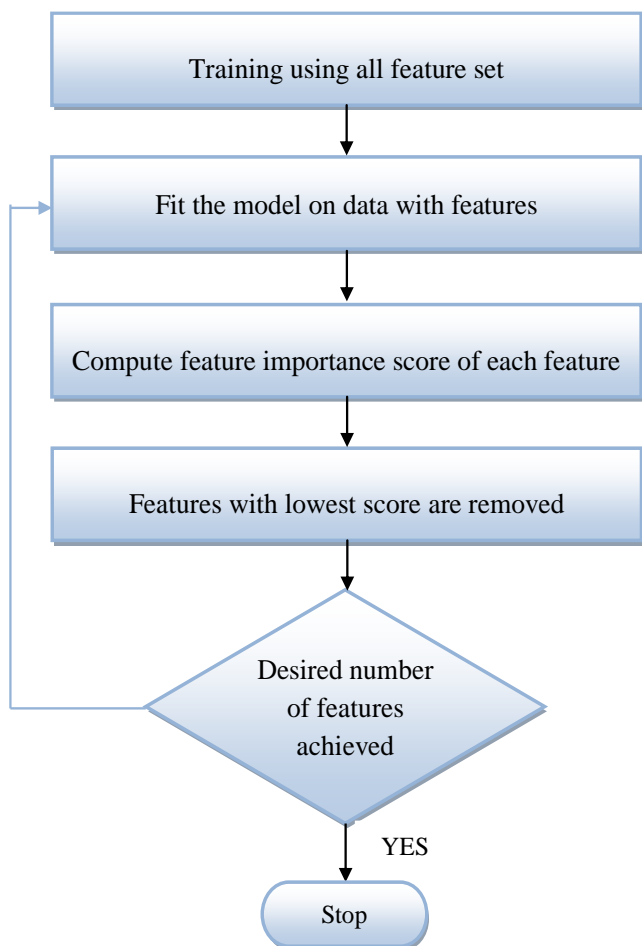 Training using all feature set
Fit the model on data with features
Compute feature importance score of each feature
Features with lowest score are removed
Desired number
of features
achieved
YES
Stop